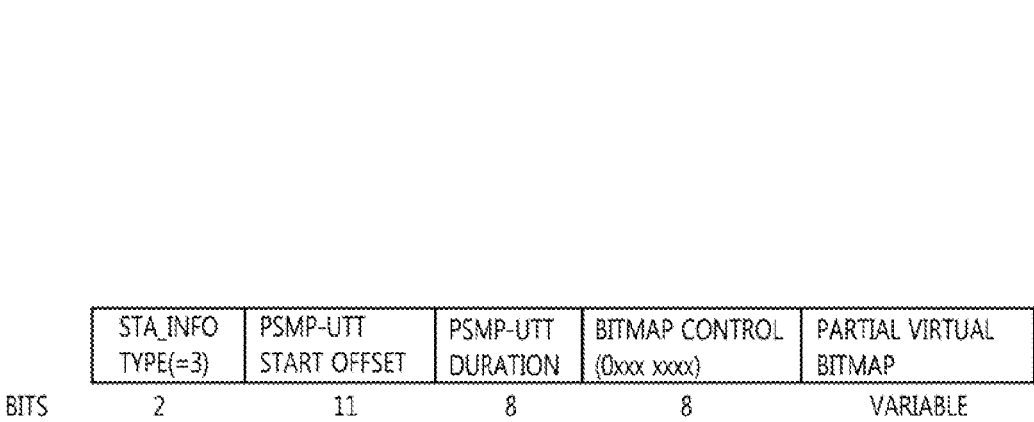 STA_INFO PSMP-UTT PSMP-UTT BITMAP CONTROL PARTIAL VIRTUAL
TYPE(=3) START OFFSET DURATION (0xxx xxxx) BITMAP
BITS 2 11 8 8 VARIABLE